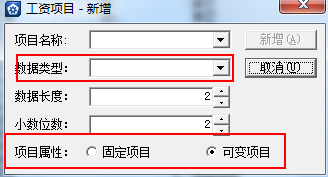 工资项目 - 新增
项目名称：
新增(A)
数据类型：
取消(U)
数据长度：
2
小数位数：
2
项目属性：
固定项目
可变项目